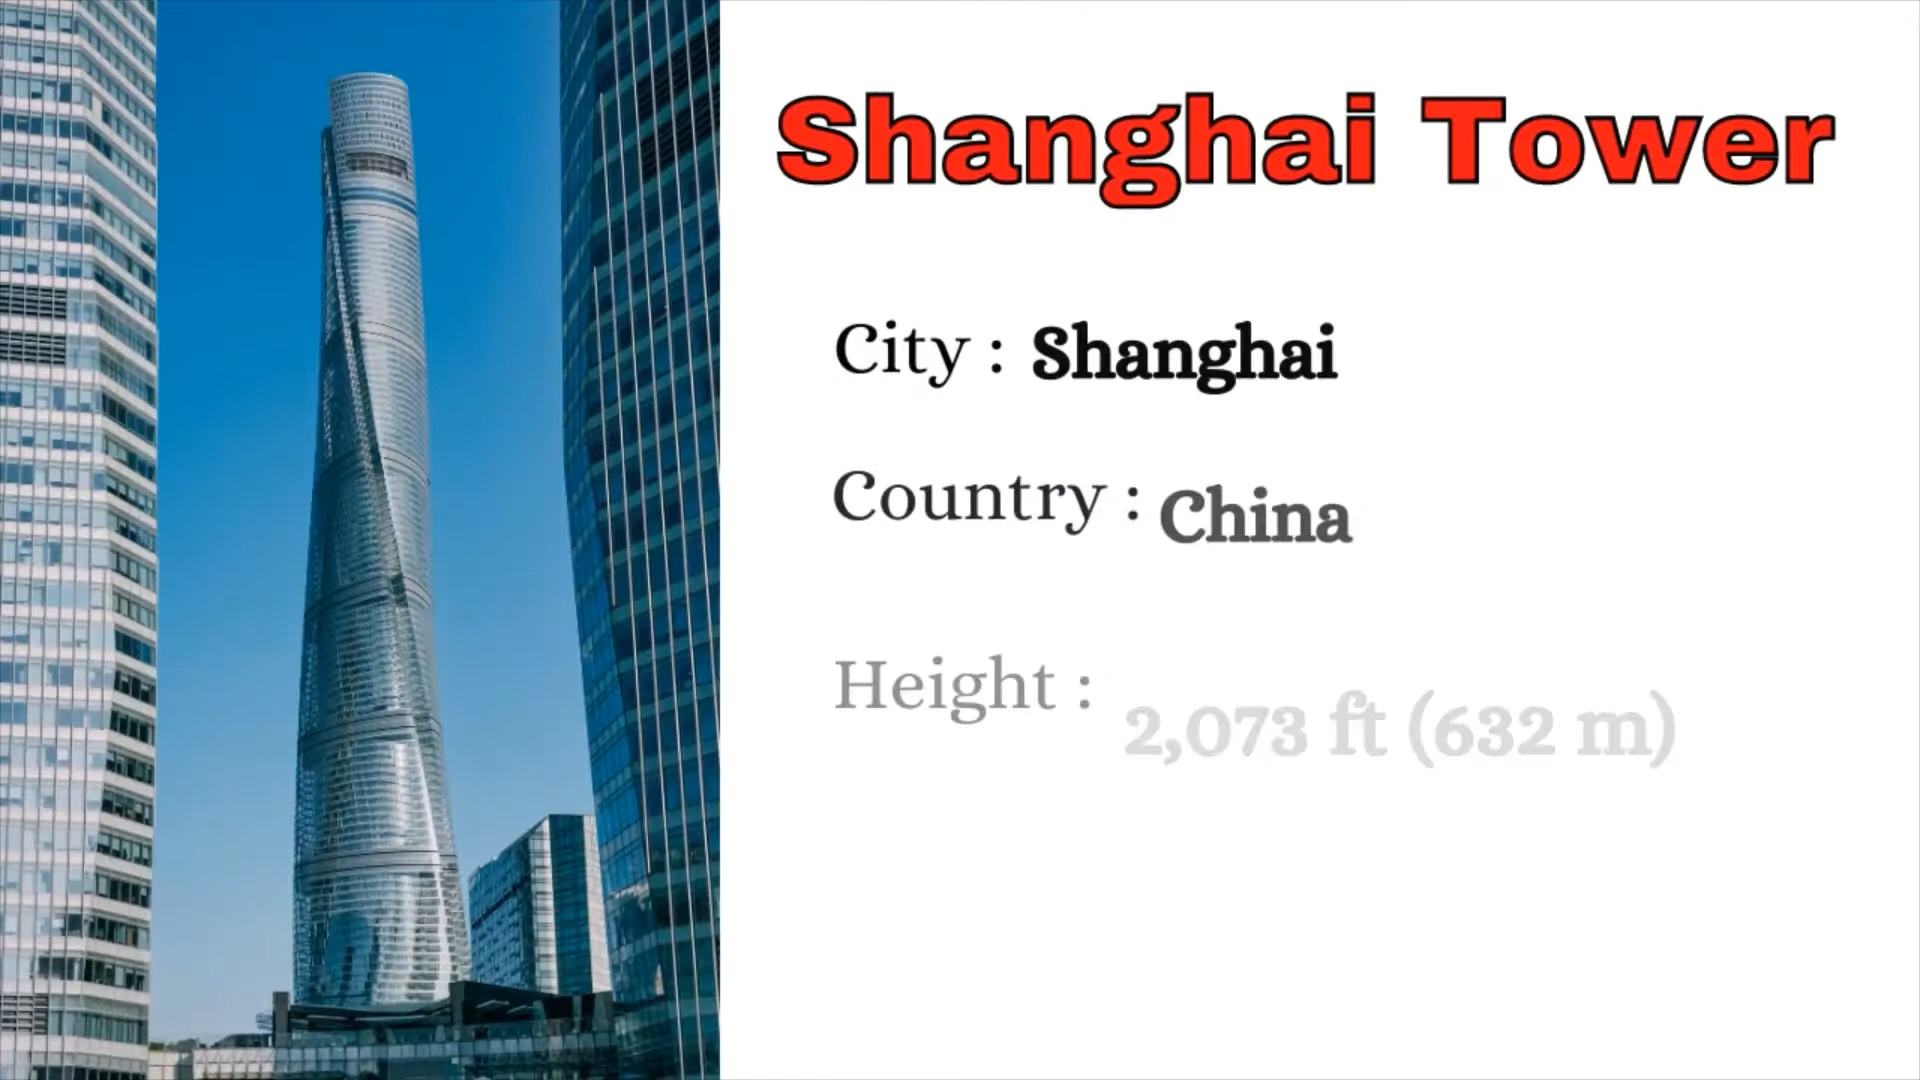 Shanghai Tower
City : Shanghai
Country : China
Height : 2,073 ft (632 m)